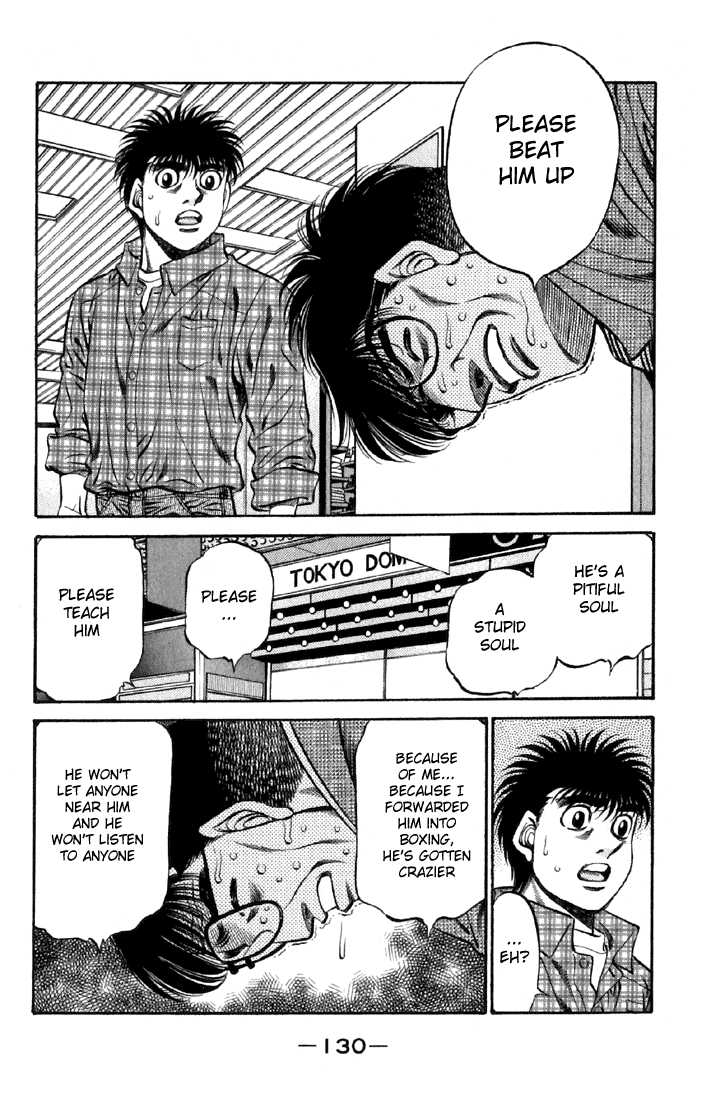 PLEASE
BEAT
HIM UP
HE'S A
PITIFUL
SOUL
A
STUPID
SOUL
TOKYO DOM
PLEASE
...
PLEASE
TEACH
HIM
...
EH?
BECAUSE
OF ME...
BECAUSE I
FORWARDED
HIM INTO
BOXING,
HE'S GOTTEN
CRAZIER
HE WON'T
LET ANYONE
NEAR HIM
AND HE
WON'T LISTEN
TO ANYONE
—130—